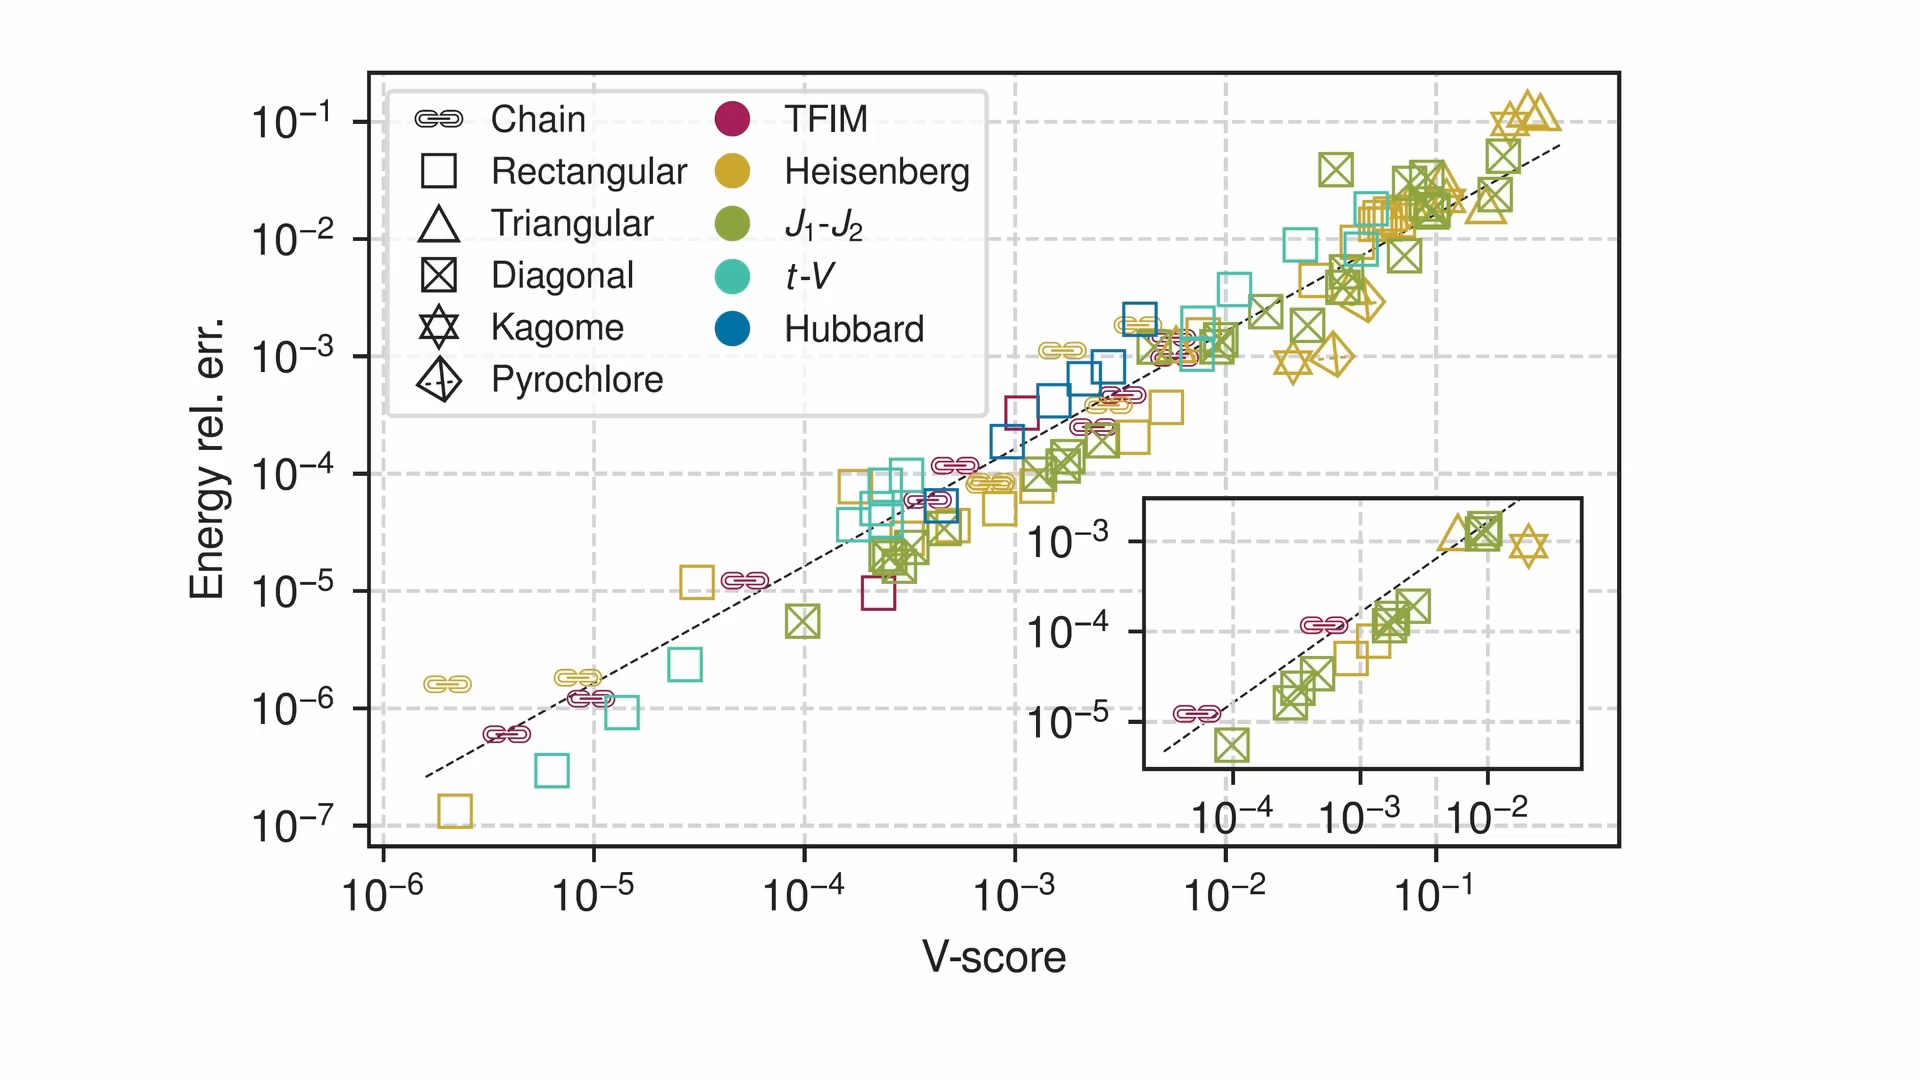 Chain
Rectangular
Triangular
Diagonal
Kagome
Pyrochlore
TFIM
Heisenberg
J₁-J₂
t-V
Hubbard
10⁻¹
10⁻²
10⁻³
10⁻⁴
10⁻⁵
10⁻⁶
10⁻⁷
Energy rel. err.
10⁻³
10⁻⁴
10⁻⁵
10⁻⁴ 10⁻³ 10⁻²
10⁻⁶ 10⁻⁵ 10⁻⁴ 10⁻³ 10⁻² 10⁻¹
V-score